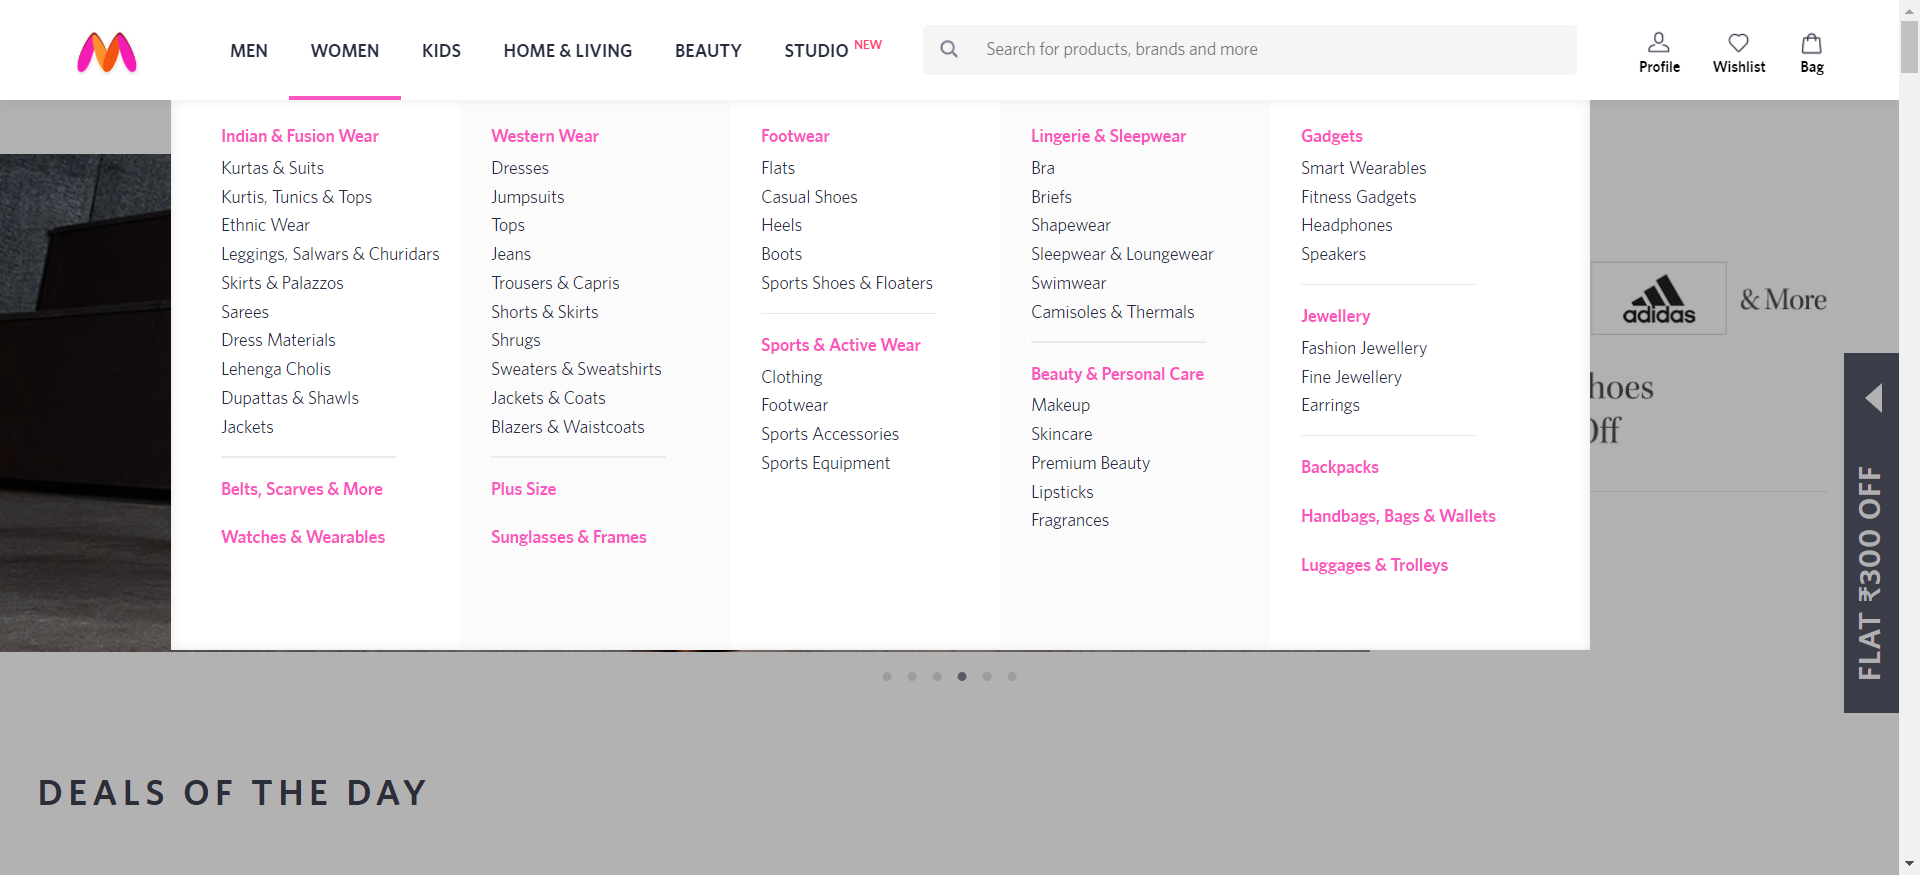 MEN WOMEN KIDS HOME & LIVING BEAUTY STUDIO NEW Search for products, brands and more Profile Wishlist Bag
Indian & Fusion Wear
Kurtas & Suits
Kurtis, Tunics & Tops
Ethnic Wear
Leggings, Salwars & Churidars
Skirts & Palazzos
Sarees
Dress Materials
Lehenga Cholis
Dupattas & Shawls
Jackets
Belts, Scarves & More
Watches & Wearables
Western Wear
Dresses
Jumpsuits
Tops
Jeans
Trousers & Capris
Shorts & Skirts
Shrugs
Sweaters & Sweatshirts
Jackets & Coats
Blazers & Waistcoats
Plus Size
Sunglasses & Frames
Footwear
Flats
Casual Shoes
Heels
Boots
Sports Shoes & Floaters
Sports & Active Wear
Clothing
Footwear
Sports Accessories
Sports Equipment
Lingerie & Sleepwear
Bra
Briefs
Shapewear
Sleepwear & Loungewear
Swimwear
Camisoles & Thermals
Beauty & Personal Care
Makeup
Skincare
Premium Beauty
Lipsticks
Fragrances
Gadgets
Smart Wearables
Fitness Gadgets
Headphones
Speakers
Jewellery
Fashion Jewellery
Fine Jewellery
Earrings
Backpacks
Handbags, Bags & Wallets
Luggages & Trolleys
adidas & More
FLAT ₹300 OFF
DEALS OF THE DAY